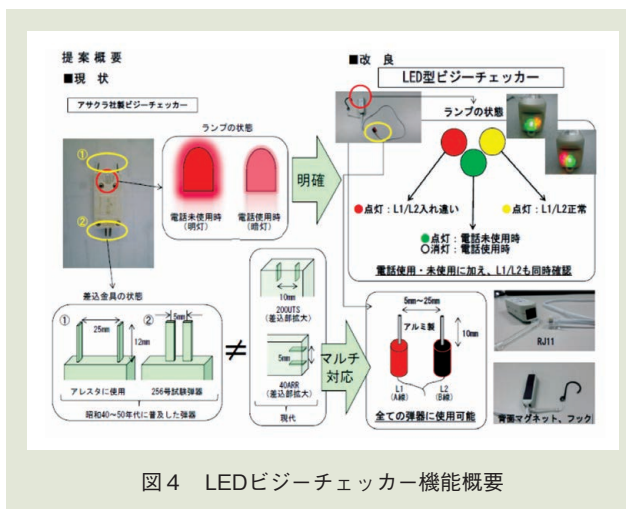 提案概要
■現　状
アサクラ社製ビジーチェッカー
①
②
ランプの状態
電話未使用時
(明灯)
電話使用時
(暗灯)
明確
■改　良
LED型ビジーチェッカー
ランプの状態
●点灯：L1/L2入れ違い
●点灯：L1/L2正常
●点灯：電話未使用時
○消灯：電話使用時
電話使用・未使用に加え、L1/L2も同時確認
差込金具の状態
①
25mm
12mm
アレスタに使用
②
5mm
256号試験弾器
昭和40～50年代に普及した弾器
≠
10mm
200UTS
(差込部拡大)
5mm
40ARR
(差込部拡大)
現代
マルチ
対応
5mm～25mm
アルミ製
10mm
L1
(A線)
L2
(B線)
全ての弾器に使用可能
RJ11
背面マグネット、フック
図４　LEDビジーチェッカー機能概要